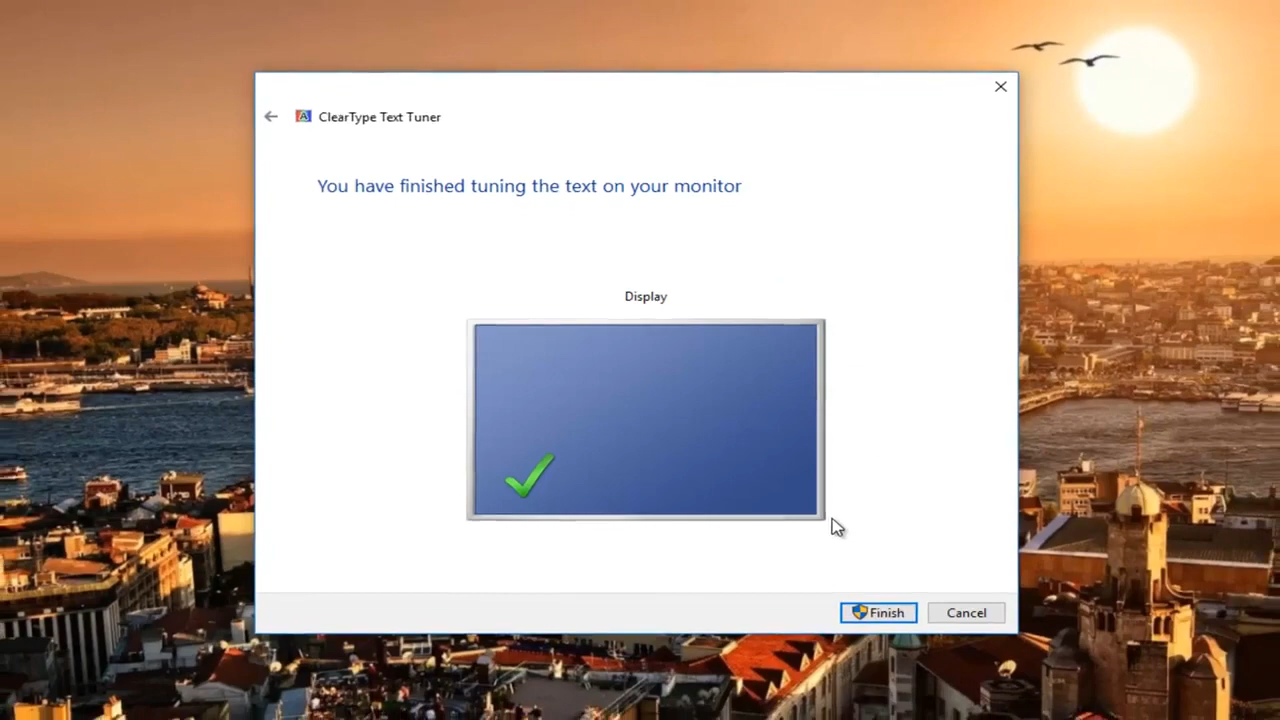 ClearType Text Tuner
You have finished tuning the text on your monitor
Display
Finish
Cancel